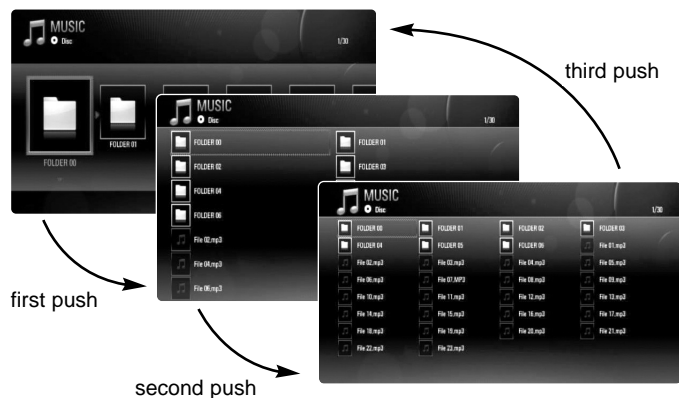 MUSIC
Disc
1/30
FOLDER 00
FOLDER 01
third push
MUSIC
Disc
1/30
FOLDER 00
FOLDER 01
FOLDER 02
FOLDER 03
FOLDER 04
FOLDER 06
File 02.mp3
File 04.mp3
File 06.mp3
MUSIC
Disc
1/30
FOLDER 00 FOLDER 01 FOLDER 02 FOLDER 03
FOLDER 04 FOLDER 05 FOLDER 06 File 01.mp3
File 02.mp3 File 03.mp3 File 04.mp3 File 05.mp3
File 06.mp3 File 07.MP3 File 08.mp3 File 09.mp3
File 10.mp3 File 11.mp3 File 12.mp3 File 13.mp3
File 14.mp3 File 15.mp3 File 16.mp3 File 17.mp3
File 18.mp3 File 19.mp3 File 20.mp3 File 21.mp3
File 22.mp3 File 23.mp3
first push
second push